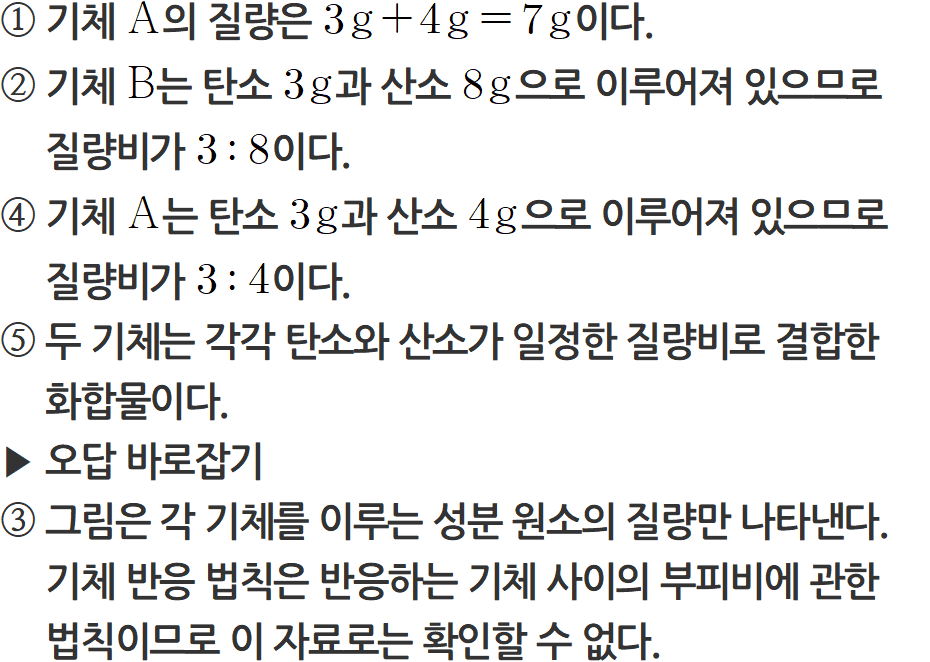 ① 기체 A의 질량은 3g+4g=7g이다.
② 기체 B는 탄소 3g과 산소 8g으로 이루어져 있으므로
질량비가 3:8이다.
④ 기체 A는 탄소 3g과 산소 4g으로 이루어져 있으므로
질량비가 3:4이다.
⑤ 두 기체는 각각 탄소와 산소가 일정한 질량비로 결합한
화합물이다.
▶ 오답 바로잡기
③ 그림은 각 기체를 이루는 성분 원소의 질량만 나타낸다.
기체 반응 법칙은 반응하는 기체 사이의 부피비에 관한
법칙이므로 이 자료로는 확인할 수 없다.